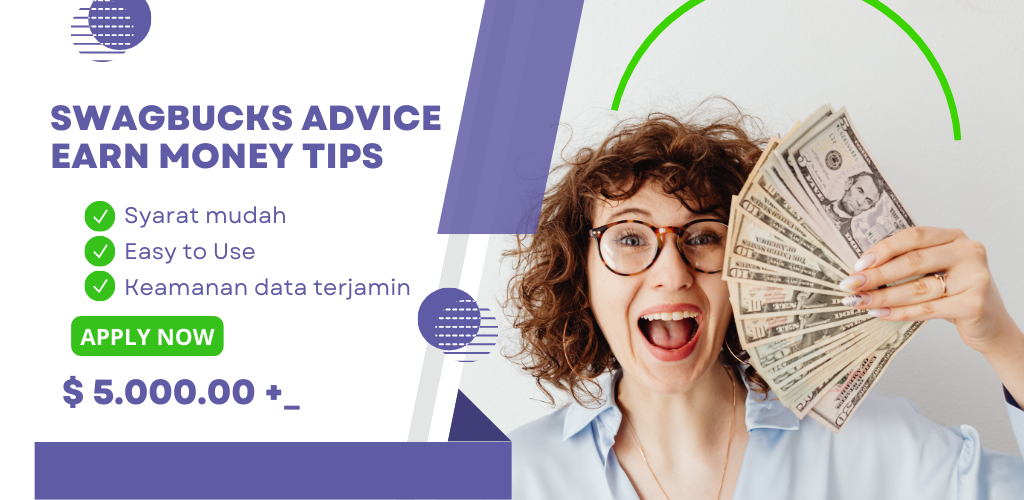 SWAGBUCKS ADVICE
EARN MONEY TIPS
Syarat mudah
Easy to Use
Keamanan data terjamin
APPLY NOW
$ 5.000.00 +_